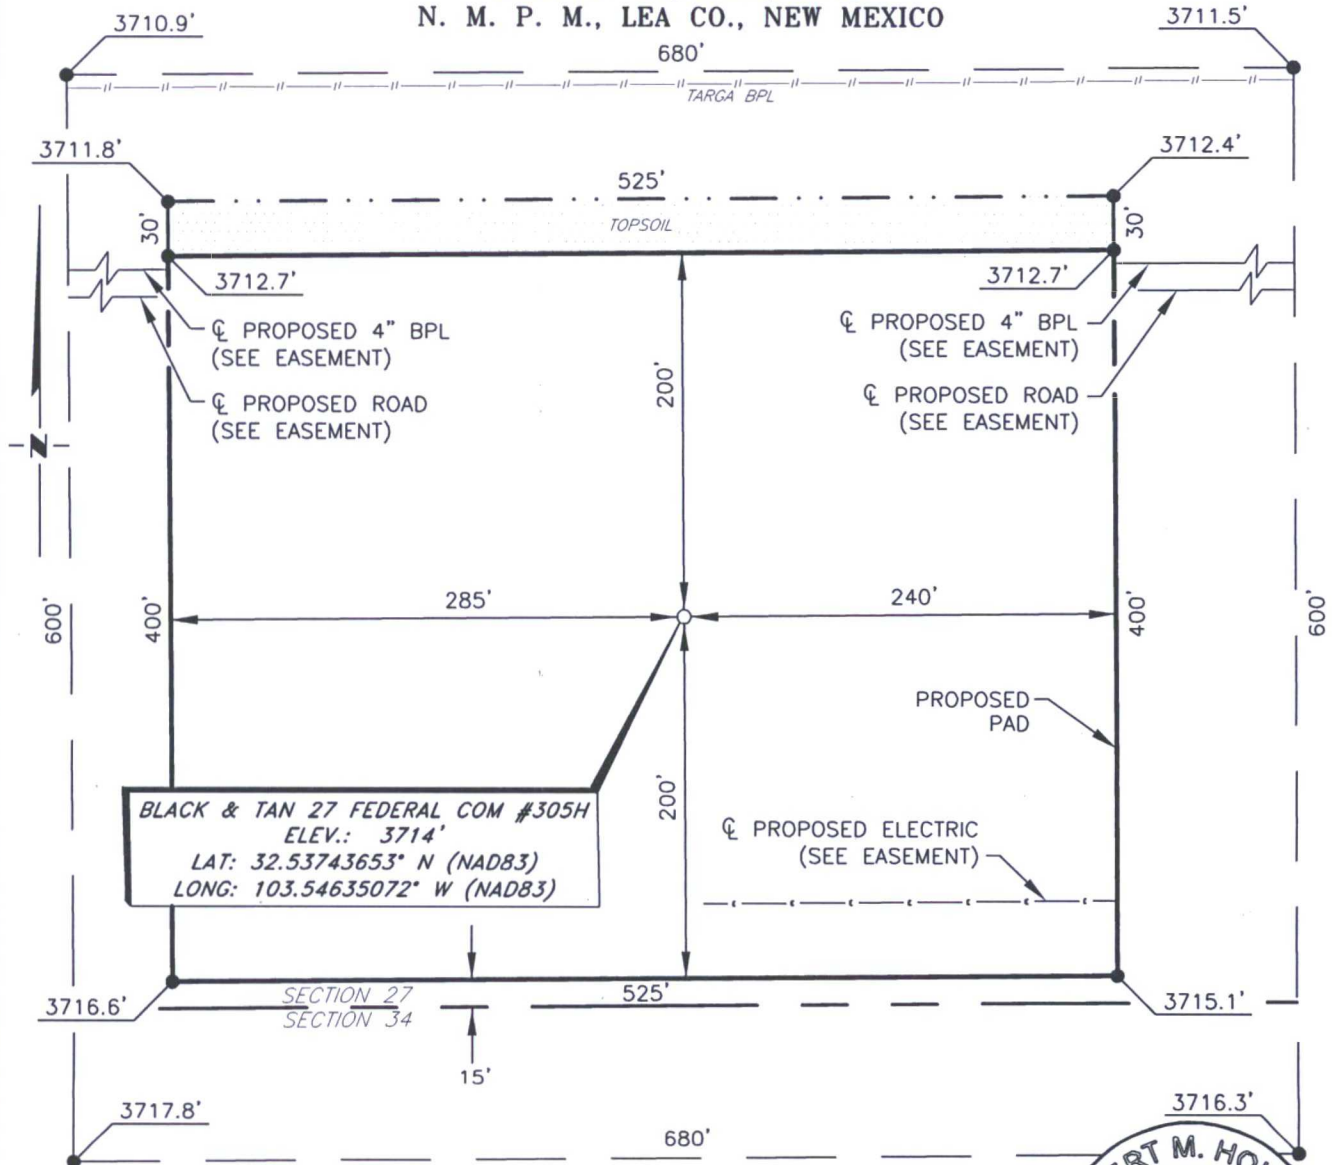 N. M. P. M., LEA CO., NEW MEXICO
3710.9'
3711.5'
680'
TARGA BPL
3711.8'
3712.4'
525'
30'
TOPSOIL
30'
3712.7'
3712.7'
℄ PROPOSED 4" BPL
(SEE EASEMENT)
℄ PROPOSED ROAD
(SEE EASEMENT)
℄ PROPOSED 4" BPL
(SEE EASEMENT)
℄ PROPOSED ROAD
(SEE EASEMENT)
200'
N
600'
400'
285'
240'
400'
600'
PROPOSED
PAD
200'
BLACK & TAN 27 FEDERAL COM #305H
ELEV.: 3714'
LAT: 32.53743653° N (NAD83)
LONG: 103.54635072° W (NAD83)
℄ PROPOSED ELECTRIC
(SEE EASEMENT)
3716.6'
SECTION 27
SECTION 34
525'
3715.1'
15'
3717.8'
680'
3716.3'
RT M. HO